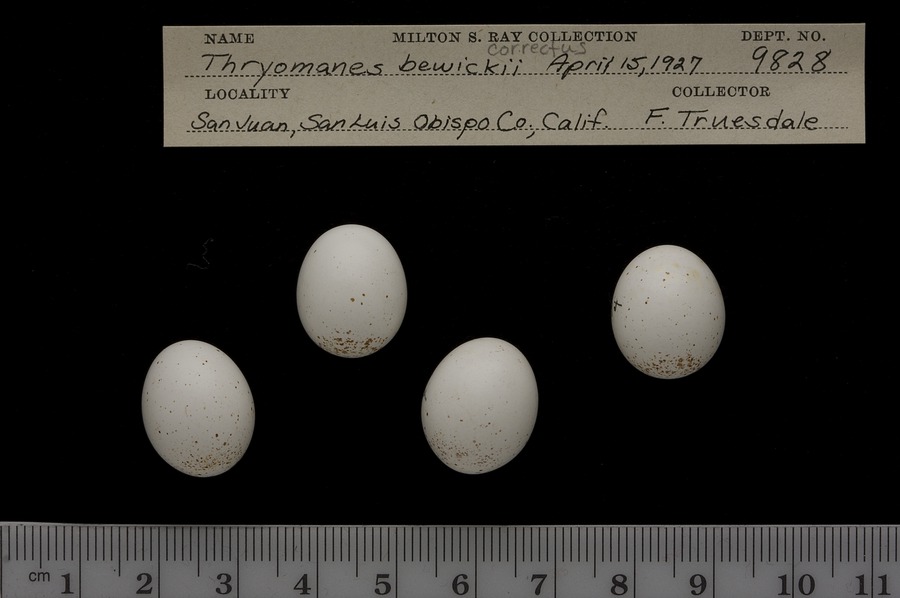 NAME MILTON S. RAY COLLECTION DEPT. NO.
correctus
Thryomanes bewickii April 15, 1927 9828
LOCALITY COLLECTOR
San Juan, San Luis Obispo Co., Calif. F. Truesdale
cm 1 2 3 4 5 6 7 8 9 10 11